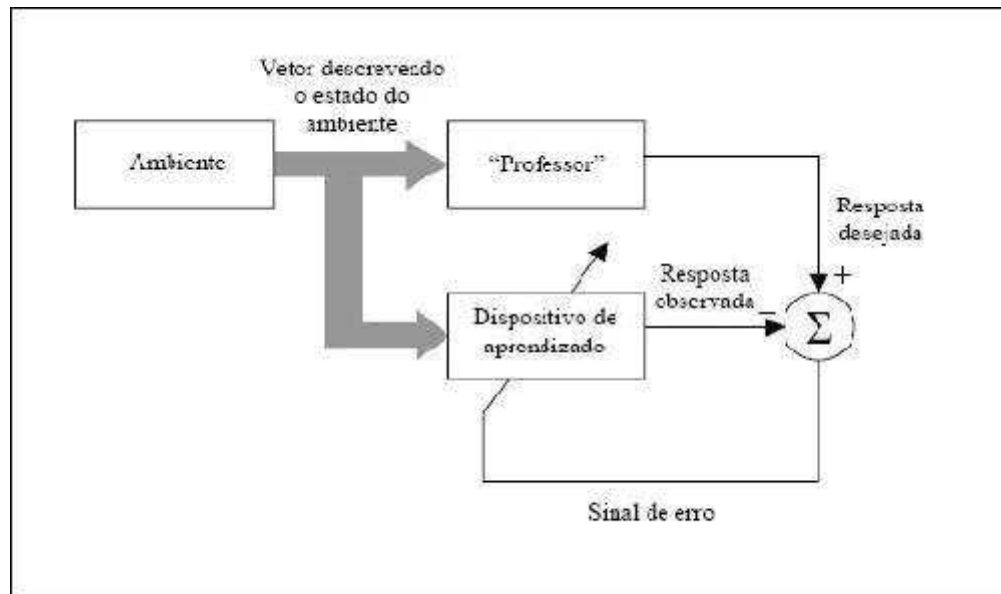 Vetor descrevendo
o estado do
ambiente
Ambiente
“Professor”
Resposta
desejada
+
Resposta
observada
−
Dispositivo de
aprendizado
Σ
Sinal de erro